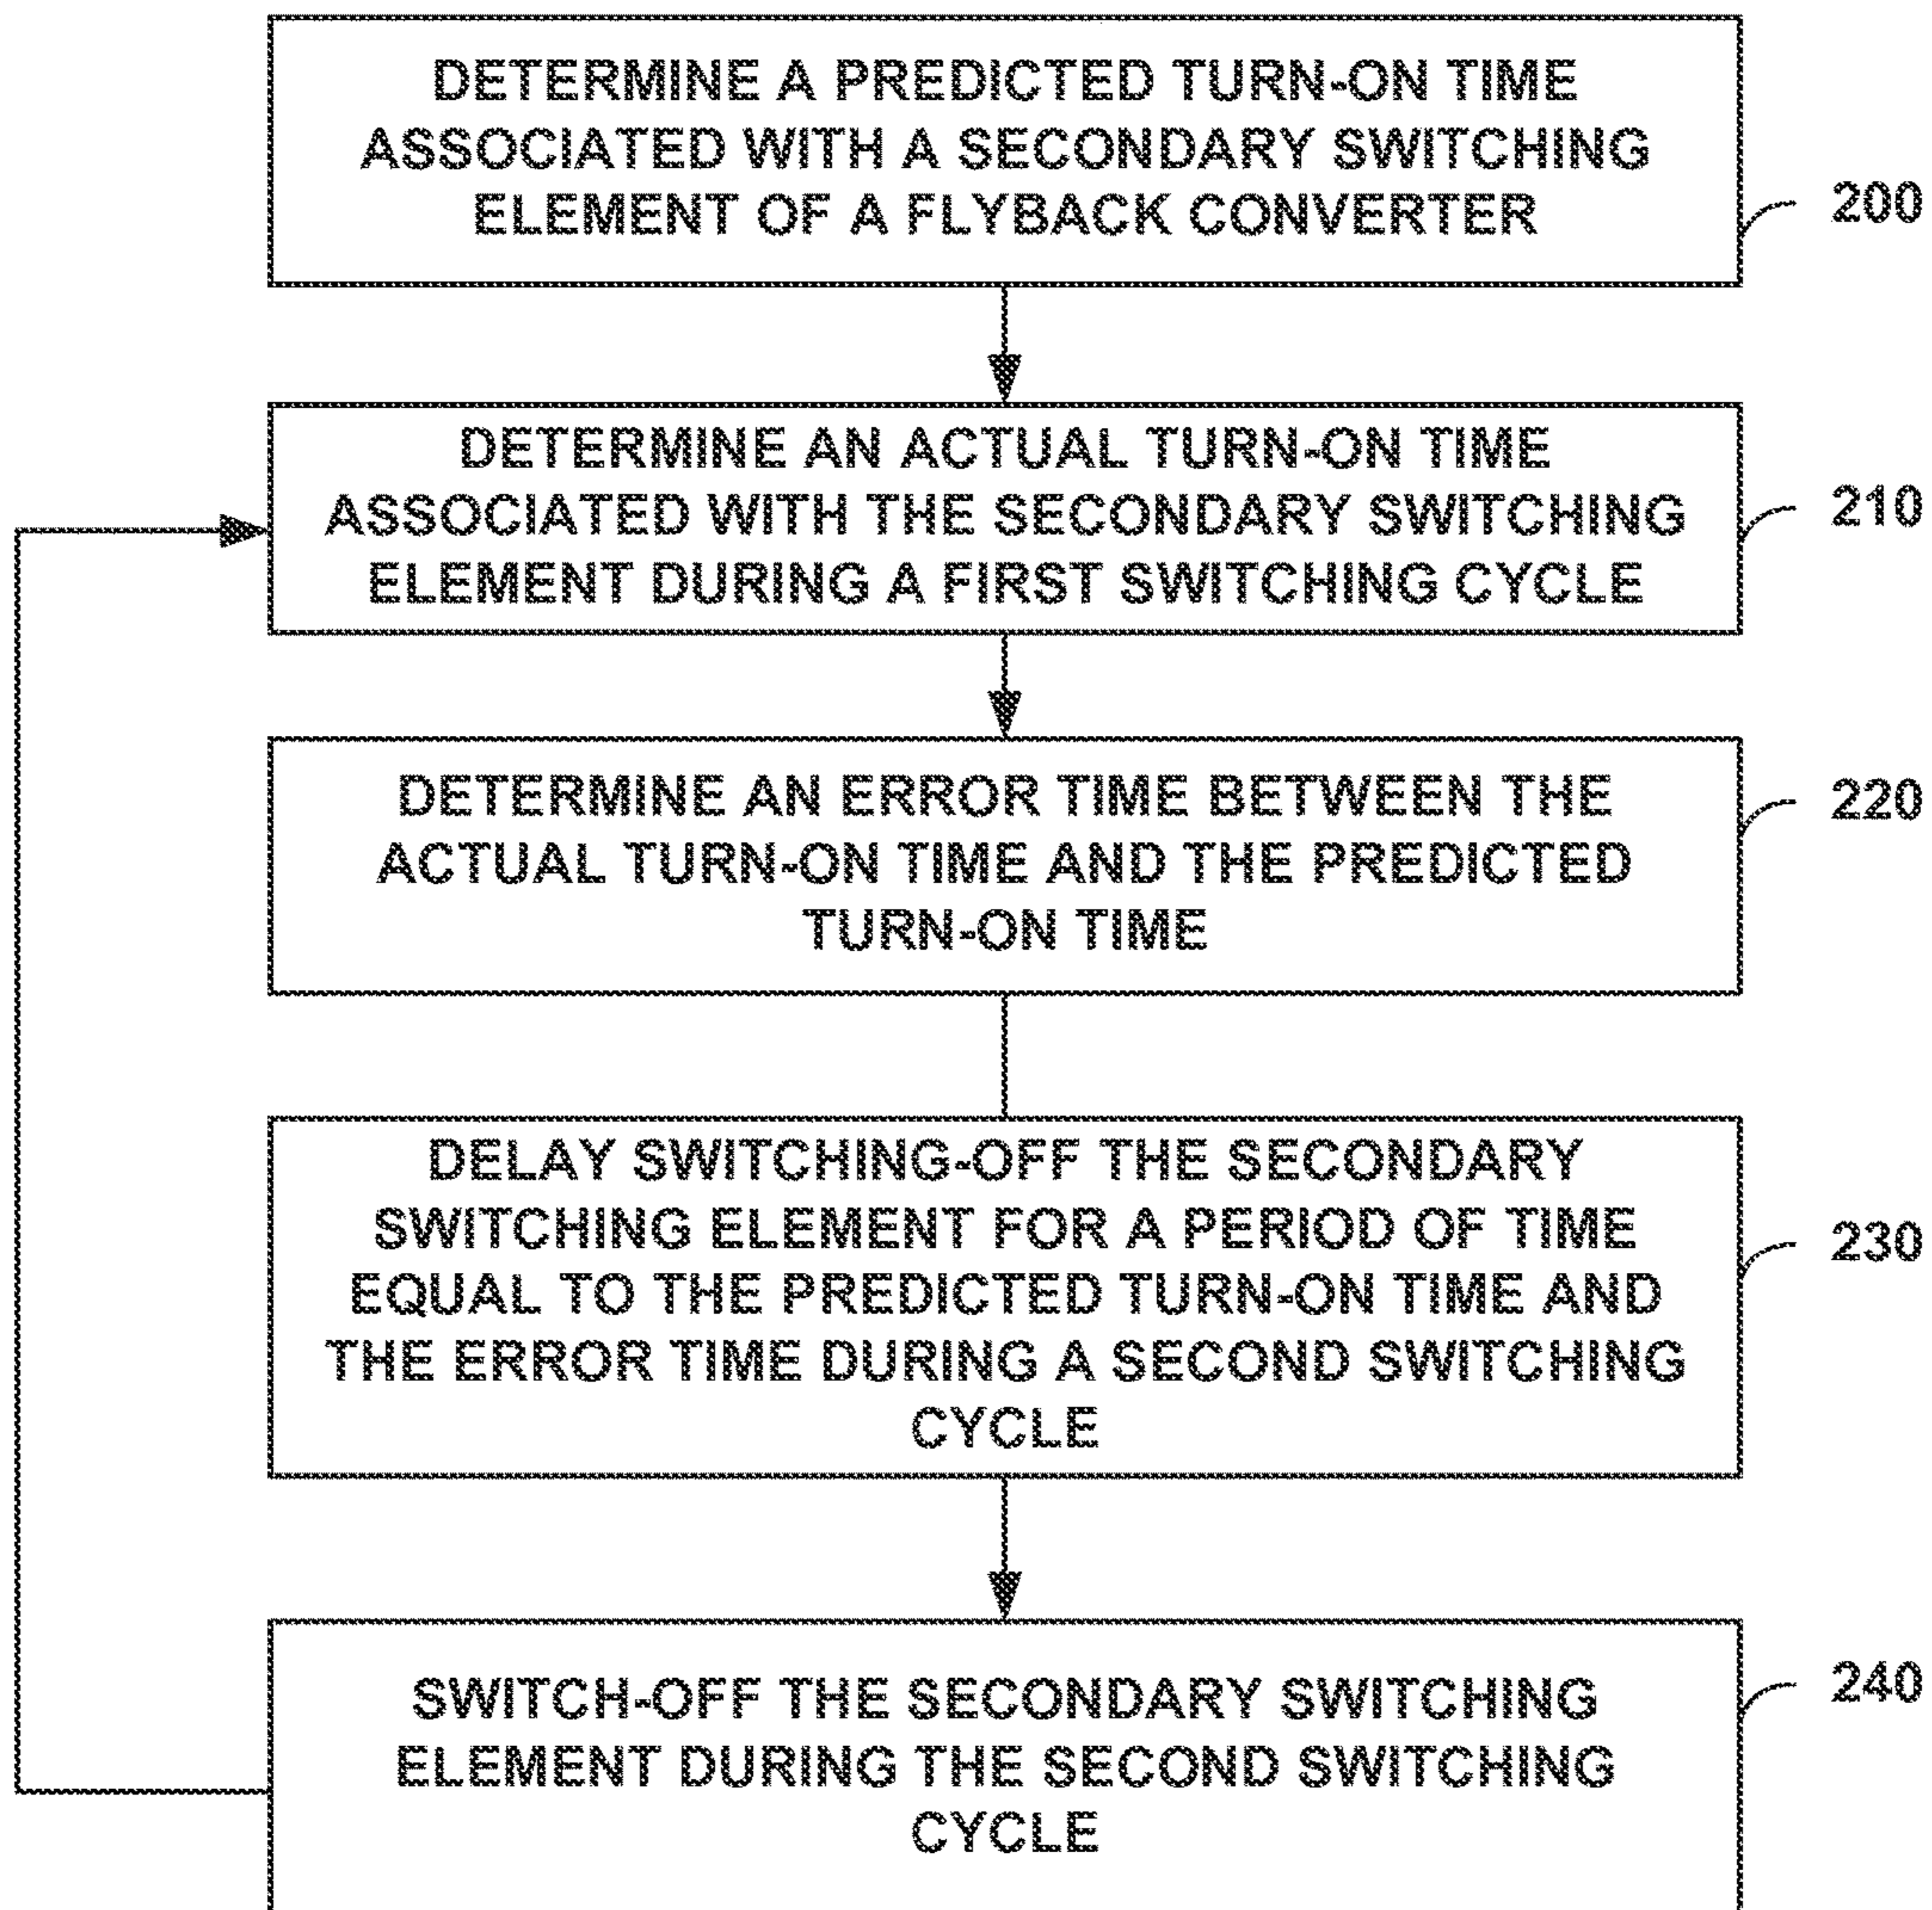 DETERMINE A PREDICTED TURN-ON TIME
ASSOCIATED WITH A SECONDARY SWITCHING
ELEMENT OF A FLYBACK CONVERTER
200
DETERMINE AN ACTUAL TURN-ON TIME
ASSOCIATED WITH THE SECONDARY SWITCHING
ELEMENT DURING A FIRST SWITCHING CYCLE
210
DETERMINE AN ERROR TIME BETWEEN THE
ACTUAL TURN-ON TIME AND THE PREDICTED
TURN-ON TIME
220
DELAY SWITCHING-OFF THE SECONDARY
SWITCHING ELEMENT FOR A PERIOD OF TIME
EQUAL TO THE PREDICTED TURN-ON TIME AND
THE ERROR TIME DURING A SECOND SWITCHING
CYCLE
230
SWITCH-OFF THE SECONDARY SWITCHING
ELEMENT DURING THE SECOND SWITCHING
CYCLE
240